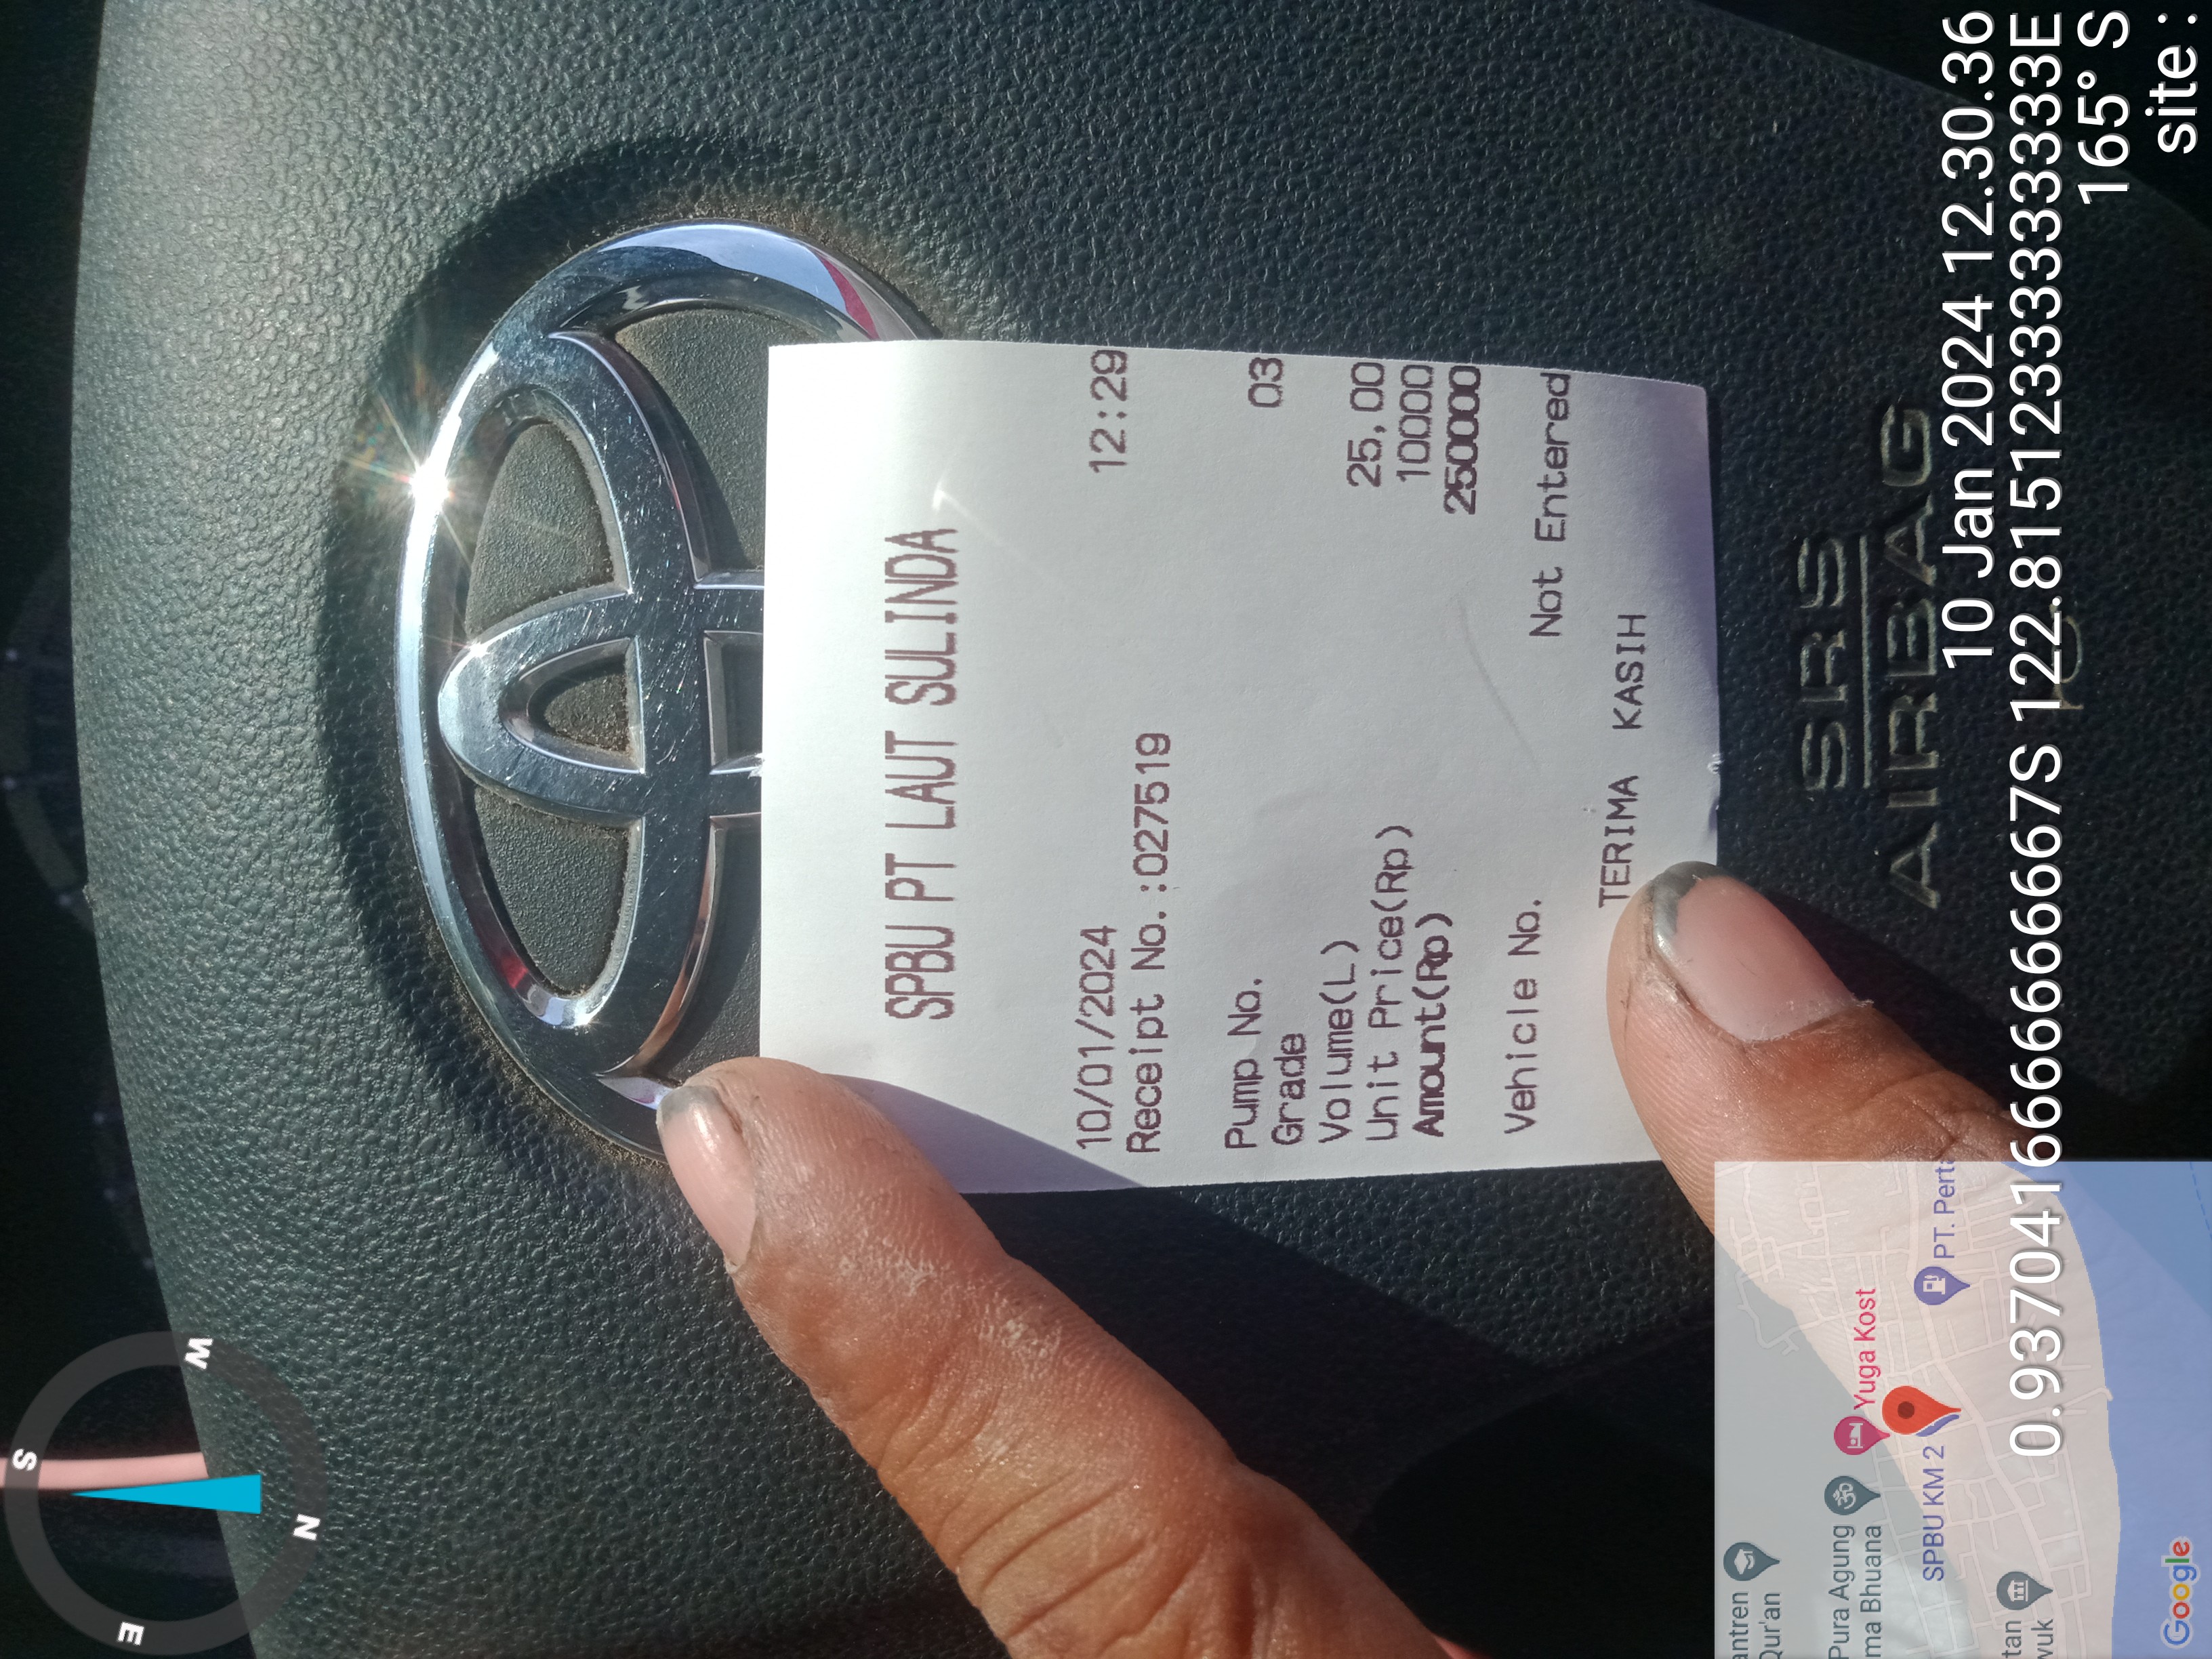 SPBU PT LAUT SULINDA
10/01/2024 12:29
Receipt No.:027519
Pump No. 03
Grade
Volume(L) 25,00
Unit Price(Rp) 10000
Amount(Rp) 250000
Vehicle No. Not Entered
TERIMA KASIH
SRS
AIRBAG
10 Jan 2024 12.30.36
0.9370416666666667S 122.81512333333333E
165° S
site :
S
W
N
E
antren
Qur'an
Pura Agung
ma Bhuana
Yuga Kost
SPBU KM 2
PT. Perta
tan
wuk
Google